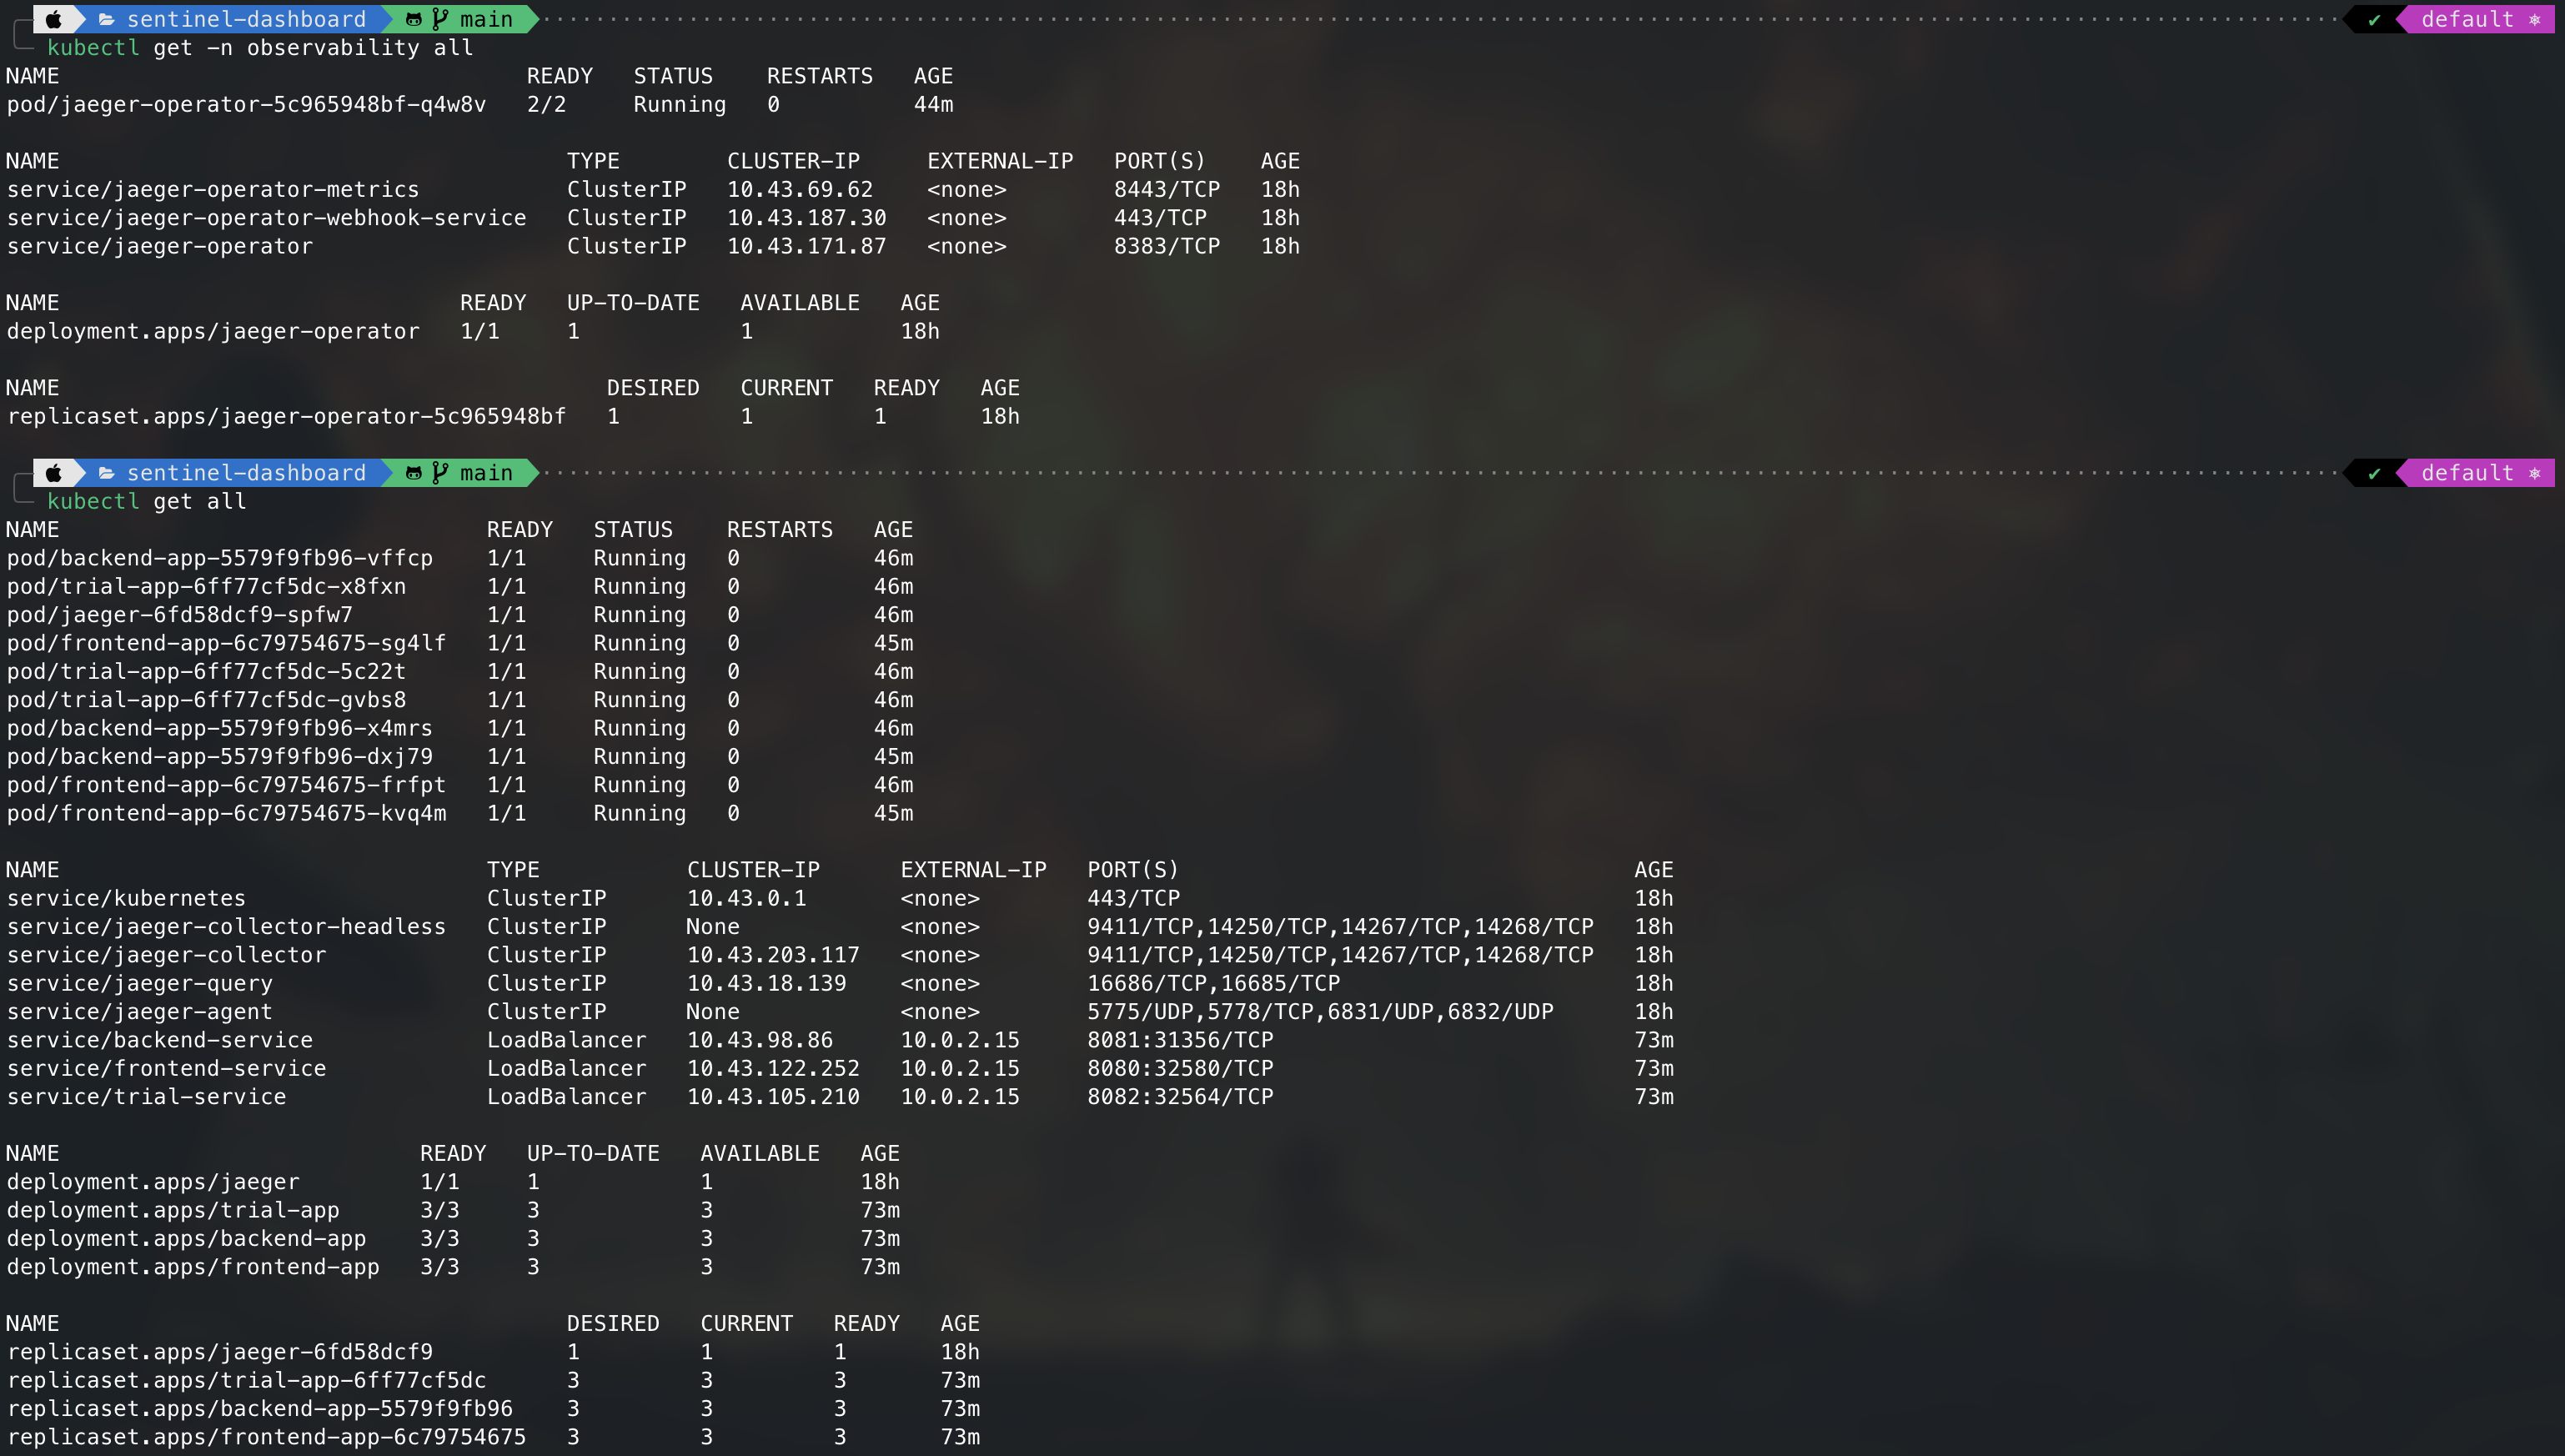 sentinel-dashboard main default
kubectl get -n observability all
NAME READY STATUS RESTARTS AGE
pod/jaeger-operator-5c965948bf-q4w8v 2/2 Running 0 44m
NAME TYPE CLUSTER-IP EXTERNAL-IP PORT(S) AGE
service/jaeger-operator-metrics ClusterIP 10.43.69.62 <none> 8443/TCP 18h
service/jaeger-operator-webhook-service ClusterIP 10.43.187.30 <none> 443/TCP 18h
service/jaeger-operator ClusterIP 10.43.171.87 <none> 8383/TCP 18h
NAME READY UP-TO-DATE AVAILABLE AGE
deployment.apps/jaeger-operator 1/1 1 1 18h
NAME DESIRED CURRENT READY AGE
replicaset.apps/jaeger-operator-5c965948bf 1 1 1 18h
sentinel-dashboard main default
kubectl get all
NAME READY STATUS RESTARTS AGE
pod/backend-app-5579f9fb96-vffcp 1/1 Running 0 46m
pod/trial-app-6ff77cf5dc-x8fxn 1/1 Running 0 46m
pod/jaeger-6fd58dcf9-spfw7 1/1 Running 0 46m
pod/frontend-app-6c79754675-sg4lf 1/1 Running 0 45m
pod/trial-app-6ff77cf5dc-5c22t 1/1 Running 0 46m
pod/trial-app-6ff77cf5dc-gvbs8 1/1 Running 0 46m
pod/backend-app-5579f9fb96-x4mrs 1/1 Running 0 46m
pod/backend-app-5579f9fb96-dxj79 1/1 Running 0 45m
pod/frontend-app-6c79754675-frfpt 1/1 Running 0 46m
pod/frontend-app-6c79754675-kvq4m 1/1 Running 0 45m
NAME TYPE CLUSTER-IP EXTERNAL-IP PORT(S) AGE
service/kubernetes ClusterIP 10.43.0.1 <none> 443/TCP 18h
service/jaeger-collector-headless ClusterIP None <none> 9411/TCP,14250/TCP,14267/TCP,14268/TCP 18h
service/jaeger-collector ClusterIP 10.43.203.117 <none> 9411/TCP,14250/TCP,14267/TCP,14268/TCP 18h
service/jaeger-query ClusterIP 10.43.18.139 <none> 16686/TCP,16685/TCP 18h
service/jaeger-agent ClusterIP None <none> 5775/UDP,5778/TCP,6831/UDP,6832/UDP 18h
service/backend-service LoadBalancer 10.43.98.86 10.0.2.15 8081:31356/TCP 73m
service/frontend-service LoadBalancer 10.43.122.252 10.0.2.15 8080:32580/TCP 73m
service/trial-service LoadBalancer 10.43.105.210 10.0.2.15 8082:32564/TCP 73m
NAME READY UP-TO-DATE AVAILABLE AGE
deployment.apps/jaeger 1/1 1 1 18h
deployment.apps/trial-app 3/3 3 3 73m
deployment.apps/backend-app 3/3 3 3 73m
deployment.apps/frontend-app 3/3 3 3 73m
NAME DESIRED CURRENT READY AGE
replicaset.apps/jaeger-6fd58dcf9 1 1 1 18h
replicaset.apps/trial-app-6ff77cf5dc 3 3 3 73m
replicaset.apps/backend-app-5579f9fb96 3 3 3 73m
replicaset.apps/frontend-app-6c79754675 3 3 3 73m